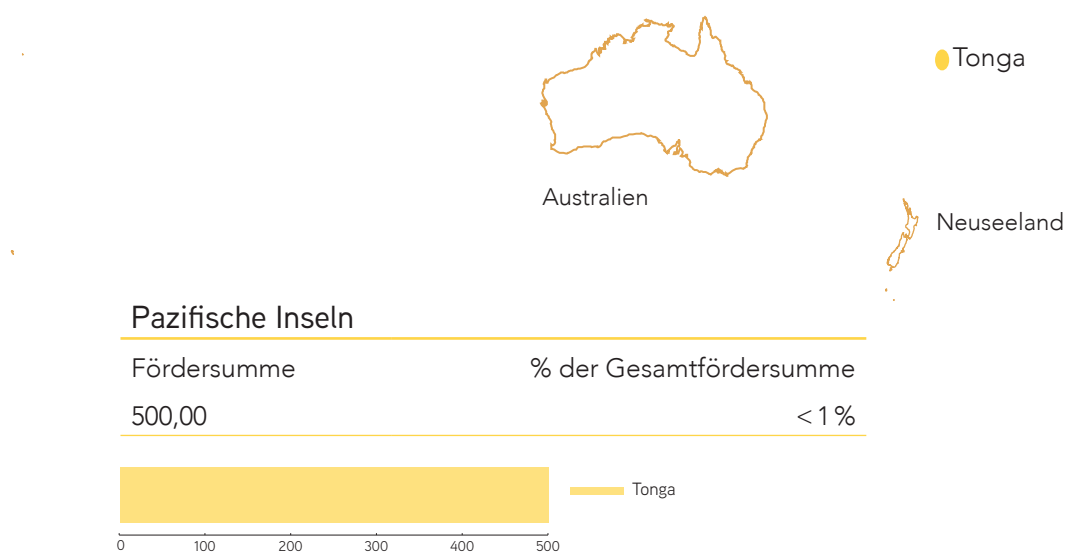 Tonga
Australien
Neuseeland
Pazifische Inseln
Fördersumme % der Gesamtfördersumme
500,00 < 1 %
Tonga
0 100 200 300 400 500